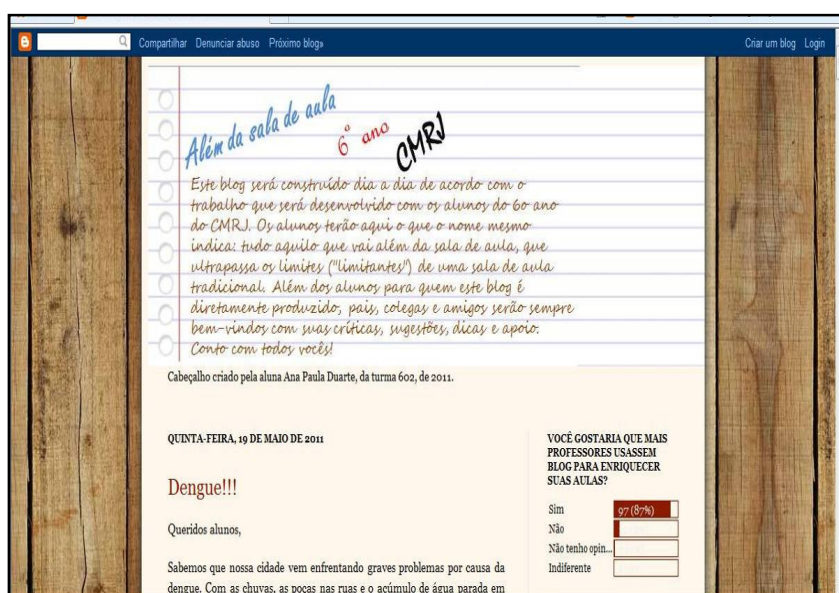 Compartilhar Denunciar abuso Próximo blog»
Criar um blog Login
Além da sala de aula
6º ano
CMRJ
Este blog será construído dia a dia de acordo com o
trabalho que será desenvolvido com os alunos do 6o ano
do CMRJ. Os alunos terão aqui o que o nome mesmo
indica: tudo aquilo que vai além da sala de aula, que
ultrapassa os limites ("limitantes") de uma sala de aula
tradicional. Além dos alunos para quem este blog é
diretamente produzido, pais, colegas e amigos serão sempre
bem-vindos com suas críticas, sugestões, dicas e apoio.
Conto com todos vocês!
Cabeçalho criado pela aluna Ana Paula Duarte, da turma 602, de 2011.
QUINTA-FEIRA, 19 DE MAIO DE 2011
Dengue!!!
Queridos alunos,
Sabemos que nossa cidade vem enfrentando graves problemas por causa da
dengue. Com as chuvas, as poças nas ruas e o acúmulo de água parada em
VOCÊ GOSTARIA QUE MAIS
PROFESSORES USASSEM
BLOG PARA ENRIQUECER
SUAS AULAS?
Sim 97 (87%)
Não
Não tenho opin...
Indiferente